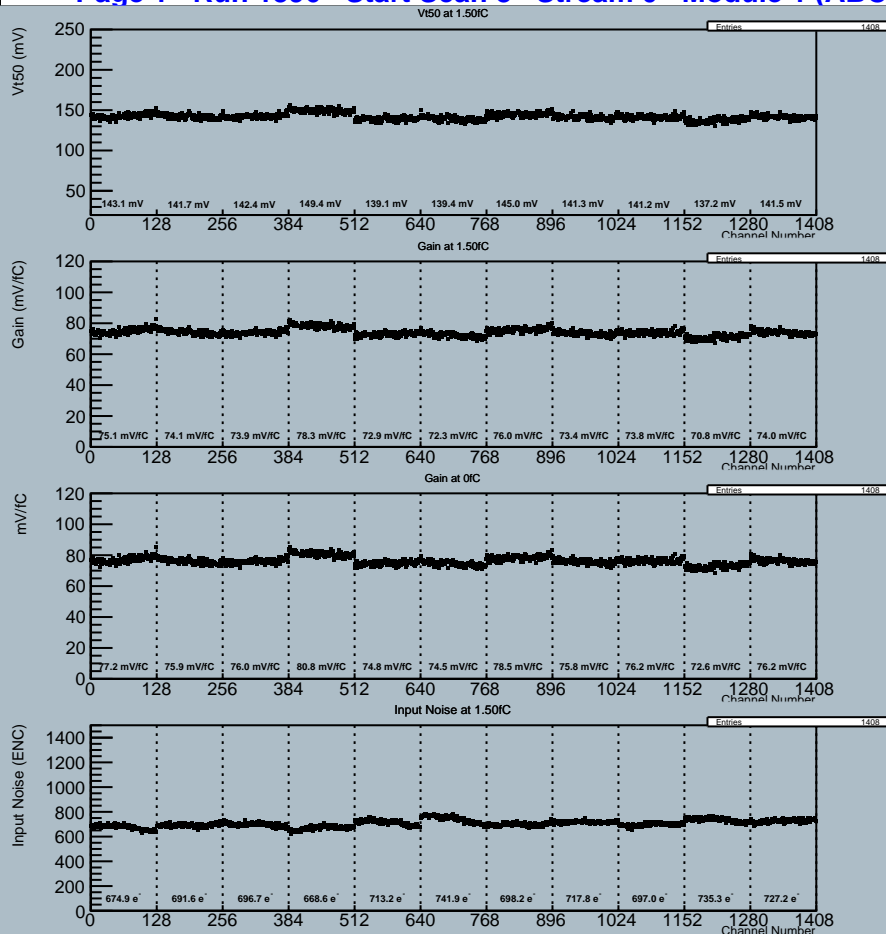 Vt50 at 1.50fC
Entries 1408
Vt50 (mV)
250
200
150
100
50
143.1 mV 141.7 mV 142.4 mV 149.4 mV 139.1 mV 139.4 mV 145.0 mV 141.3 mV 141.2 mV 137.2 mV 141.5 mV
0 128 256 384 512 640 768 896 1024 1152 1280 1408
Channel Number
Gain at 1.50fC
Entries 1408
Gain (mV/fC)
120
100
80
60
40
20
0
75.1 mV/fC 74.1 mV/fC 73.9 mV/fC 78.3 mV/fC 72.9 mV/fC 72.3 mV/fC 76.0 mV/fC 73.4 mV/fC 73.8 mV/fC 70.8 mV/fC 74.0 mV/fC
0 128 256 384 512 640 768 896 1024 1152 1280 1408
Channel Number
Gain at 0fC
Entries 1408
mV/fC
120
100
80
60
40
20
0
77.2 mV/fC 75.9 mV/fC 76.0 mV/fC 80.8 mV/fC 74.8 mV/fC 74.5 mV/fC 78.5 mV/fC 75.8 mV/fC 76.2 mV/fC 72.6 mV/fC 76.2 mV/fC
0 128 256 384 512 640 768 896 1024 1152 1280 1408
Channel Number
Input Noise at 1.50fC
Entries 1408
Input Noise (ENC)
1400
1200
1000
800
600
400
200
0
674.9 e⁻ 691.6 e⁻ 696.7 e⁻ 668.6 e⁻ 713.2 e⁻ 741.9 e⁻ 698.2 e⁻ 717.8 e⁻ 697.0 e⁻ 735.3 e⁻ 727.2 e⁻
0 128 256 384 512 640 768 896 1024 1152 1280 1408
Channel Number